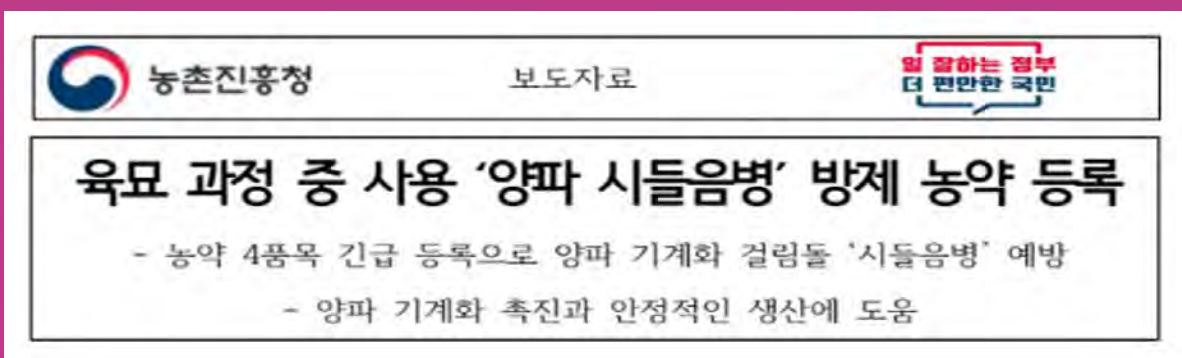 농촌진흥청
보도자료
일 잘하는 정부
더 편안한 국민
육묘 과정 중 사용 ‘양파 시들음병’ 방제 농약 등록
- 농약 4품목 긴급 등록으로 양파 기계화 걸림돌 ‘시들음병’ 예방
- 양파 기계화 촉진과 안정적인 생산에 도움